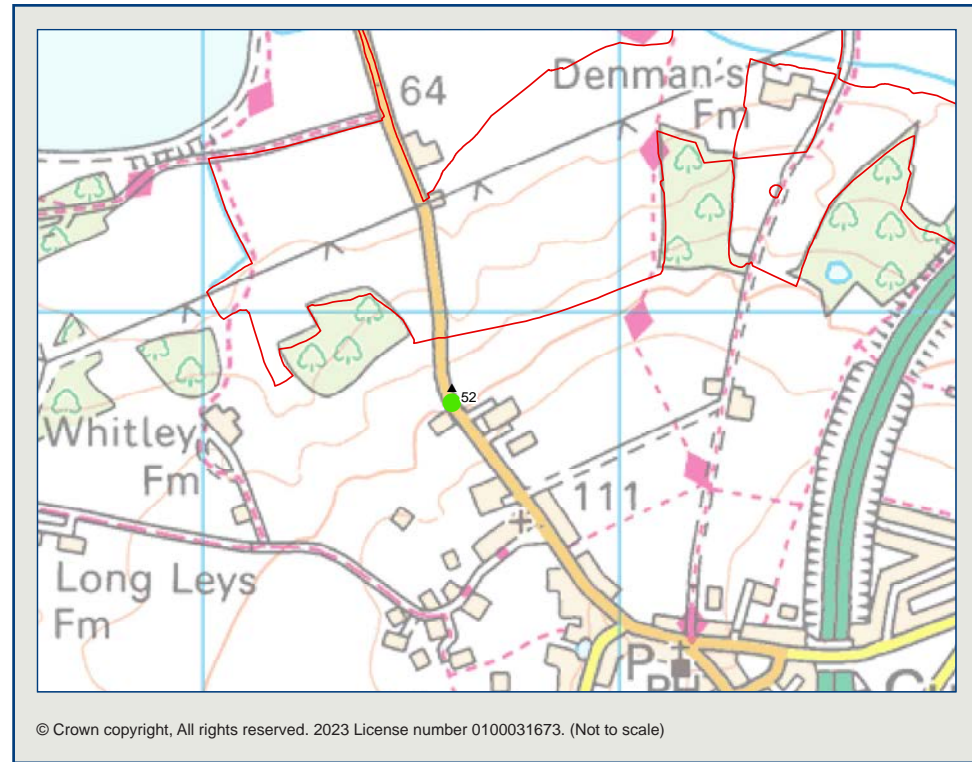 64
Denman's
Fm
52
Whitley
Fm
111
Long Leys
Fm
P
PH
© Crown copyright, All rights reserved. 2023 License number 0100031673. (Not to scale)